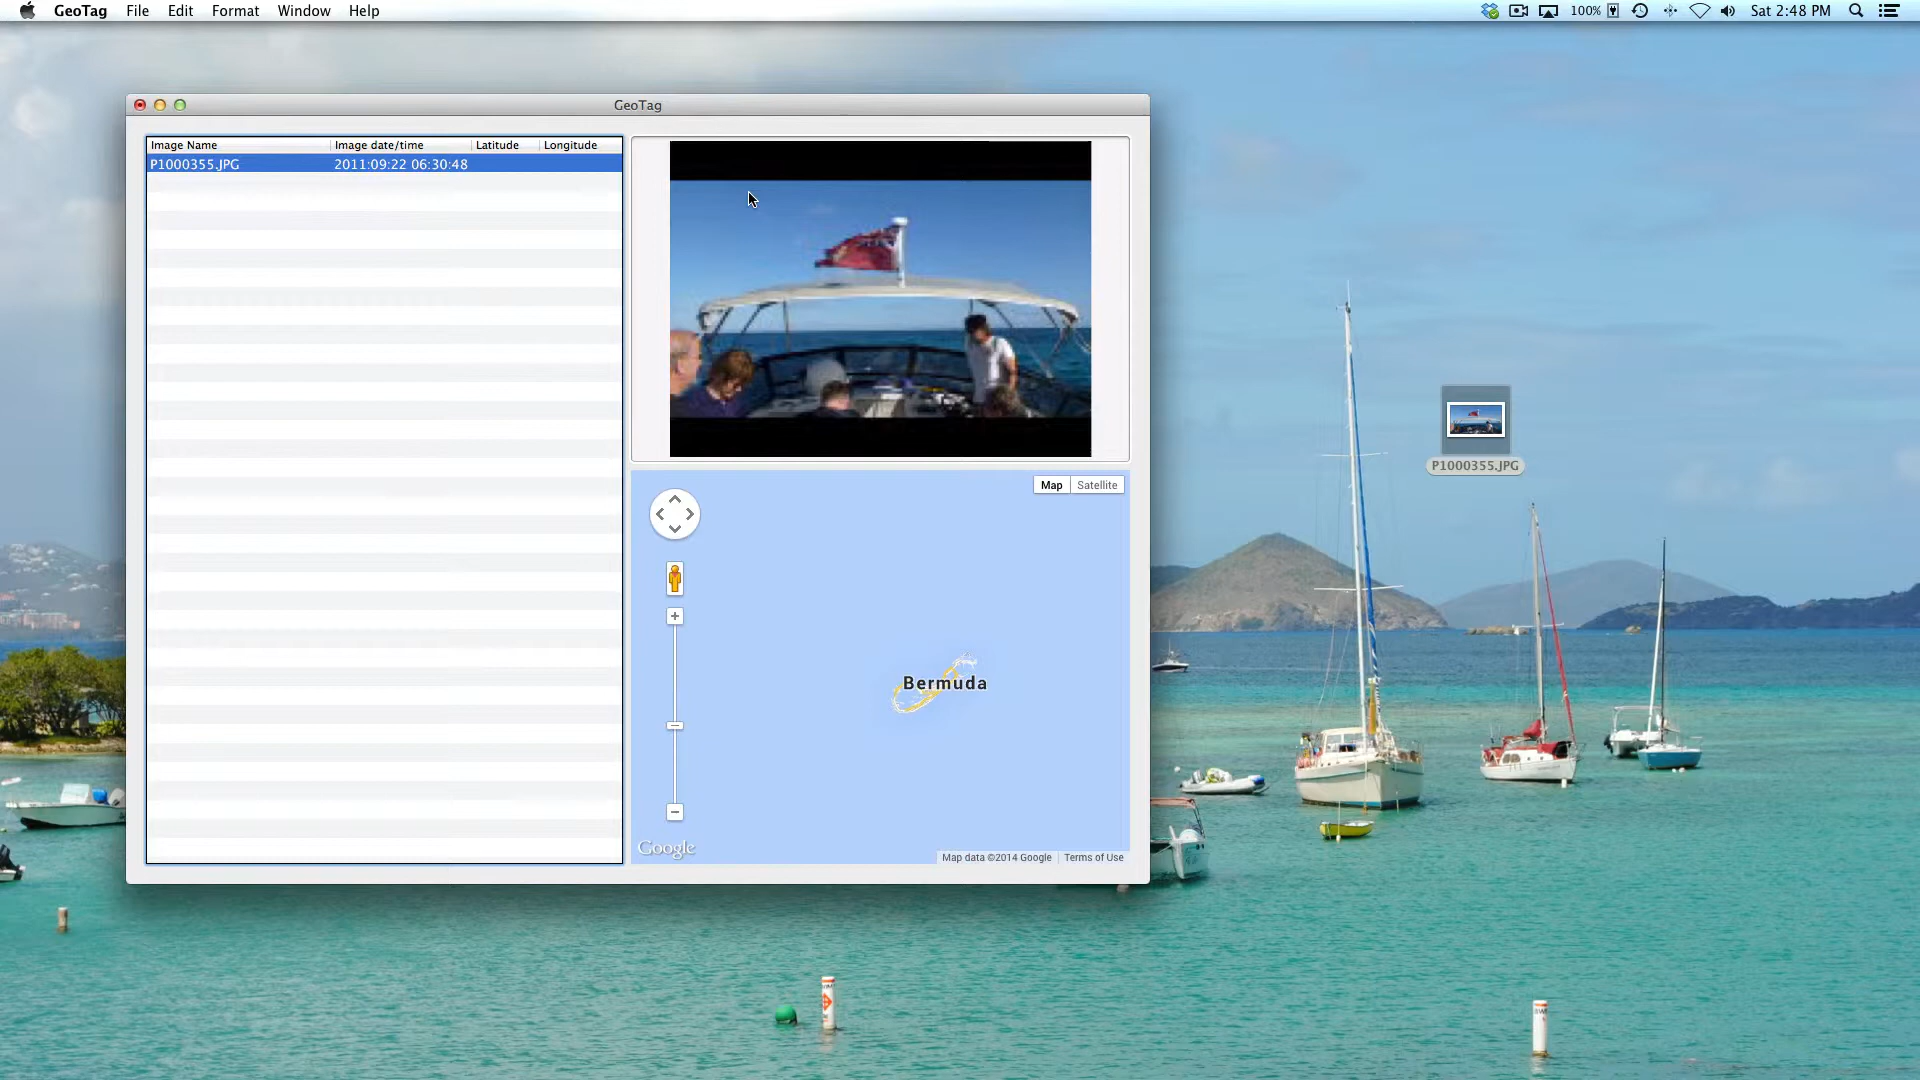 GeoTag File Edit Format Window Help 100% Sat 2:48 PM
GeoTag
Image Name Image date/time Latitude Longitude
P1000355.JPG 2011:09:22 06:30:48
Map Satellite
P1000355.JPG
Bermuda
Google
Map data ©2014 Google Terms of Use